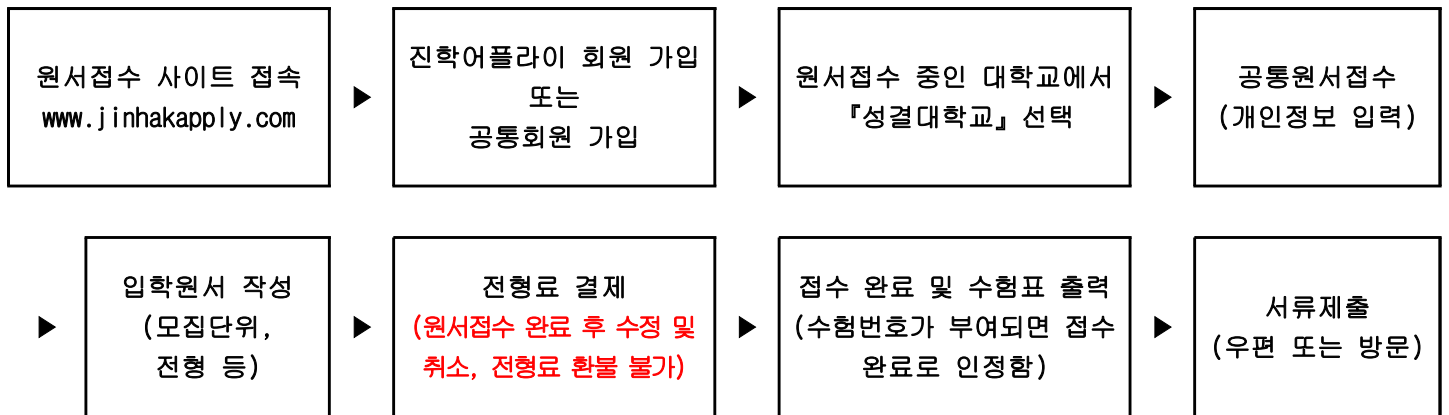 원서접수 사이트 접속
www.jinhakapply.com
▶
진학어플라이 회원 가입
또는
공통회원 가입
▶
원서접수 중인 대학교에서
『성결대학교』 선택
▶
공통원서접수
(개인정보 입력)
▶
입학원서 작성
(모집단위,
전형 등)
▶
전형료 결제
(원서접수 완료 후 수정 및
취소, 전형료 환불 불가)
▶
접수 완료 및 수험표 출력
(수험번호가 부여되면 접수
완료로 인정함)
▶
서류제출
(우편 또는 방문)